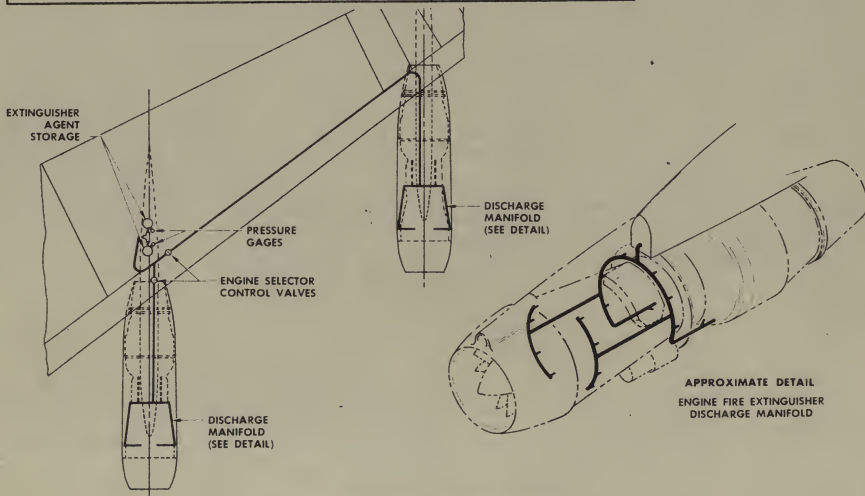 EXTINGUISHER
AGENT
STORAGE
PRESSURE
GAGES
ENGINE SELECTOR
CONTROL VALVES
DISCHARGE
MANIFOLD
(SEE DETAIL)
DISCHARGE
MANIFOLD
(SEE DETAIL)
APPROXIMATE DETAIL
ENGINE FIRE EXTINGUISHER
DISCHARGE MANIFOLD